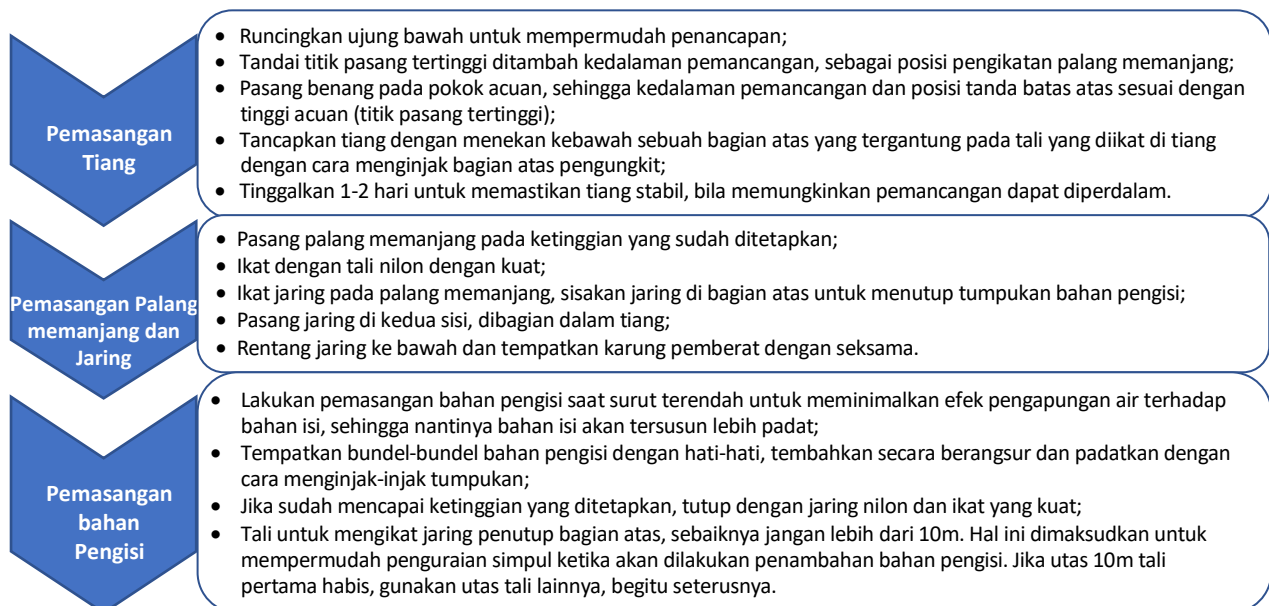 Pemasangan
Tiang
• Runcingkan ujung bawah untuk mempermudah penancapan;
• Tandai titik pasang tertinggi ditambah kedalaman pemancangan, sebagai posisi pengikatan palang memanjang;
• Pasang benang pada pokok acuan, sehingga kedalaman pemancangan dan posisi tanda batas atas sesuai dengan
tinggi acuan (titik pasang tertinggi);
• Tancapkan tiang dengan menekan kebawah sebuah bagian atas yang tergantung pada tali yang diikat di tiang
dengan cara menginjak bagian atas pengungkit;
• Tinggalkan 1-2 hari untuk memastikan tiang stabil, bila memungkinkan pemancangan dapat diperdalam.
Pemasangan Palang
memanjang dan
Jaring
• Pasang palang memanjang pada ketinggian yang sudah ditetapkan;
• Ikat dengan tali nilon dengan kuat;
• Ikat jaring pada palang memanjang, sisakan jaring di bagian atas untuk menutup tumpukan bahan pengisi;
• Pasang jaring di kedua sisi, dibagian dalam tiang;
• Rentang jaring ke bawah dan tempatkan karung pemberat dengan seksama.
Pemasangan
bahan
Pengisi
• Lakukan pemasangan bahan pengisi saat surut terendah untuk meminimalkan efek pengapungan air terhadap
bahan isi, sehingga nantinya bahan isi akan tersusun lebih padat;
• Tempatkan bundel-bundel bahan pengisi dengan hati-hati, tembahkan secara berangsur dan padatkan dengan
cara menginjak-injak tumpukan;
• Jika sudah mencapai ketinggian yang ditetapkan, tutup dengan jaring nilon dan ikat yang kuat;
• Tali untuk mengikat jaring penutup bagian atas, sebaiknya jangan lebih dari 10m. Hal ini dimaksudkan untuk
mempermudah penguraian simpul ketika akan dilakukan penambahan bahan pengisi. Jika utas 10m tali
pertama habis, gunakan utas tali lainnya, begitu seterusnya.